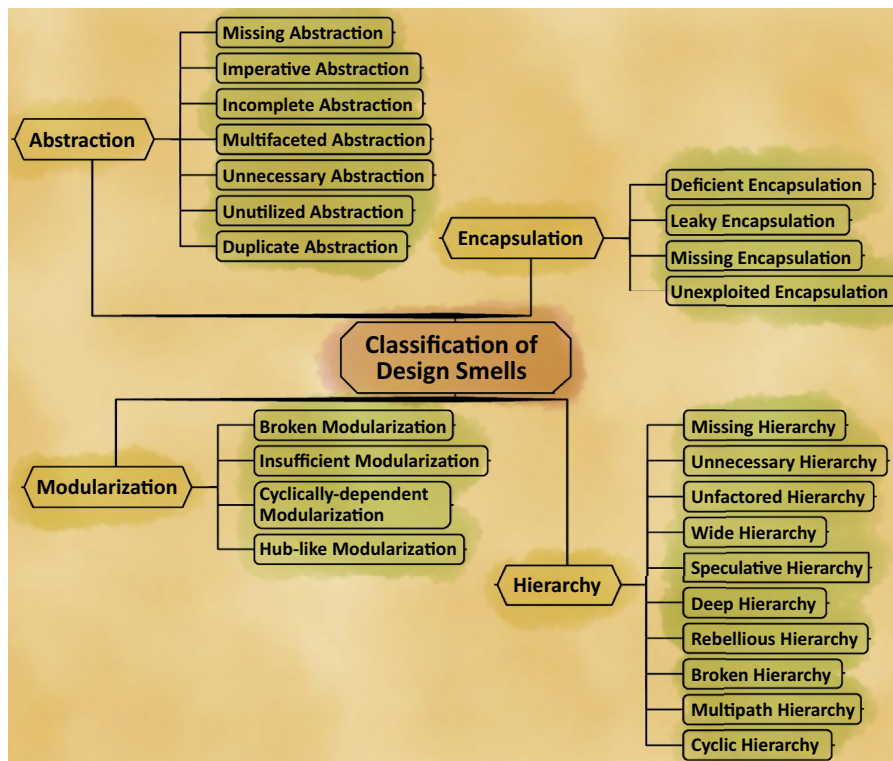 Missing Abstraction
Imperative Abstraction
Incomplete Abstraction
Abstraction
Multifaceted Abstraction
Unnecessary Abstraction
Unutilized Abstraction
Duplicate Abstraction
Deficient Encapsulation
Leaky Encapsulation
Encapsulation
Missing Encapsulation
Unexploited Encapsulation
Classification of
Design Smells
Broken Modularization
Insufficient Modularization
Modularization
Cyclically-dependent
Modularization
Hub-like Modularization
Missing Hierarchy
Unnecessary Hierarchy
Unfactored Hierarchy
Wide Hierarchy
Speculative Hierarchy
Hierarchy
Deep Hierarchy
Rebellious Hierarchy
Broken Hierarchy
Multipath Hierarchy
Cyclic Hierarchy